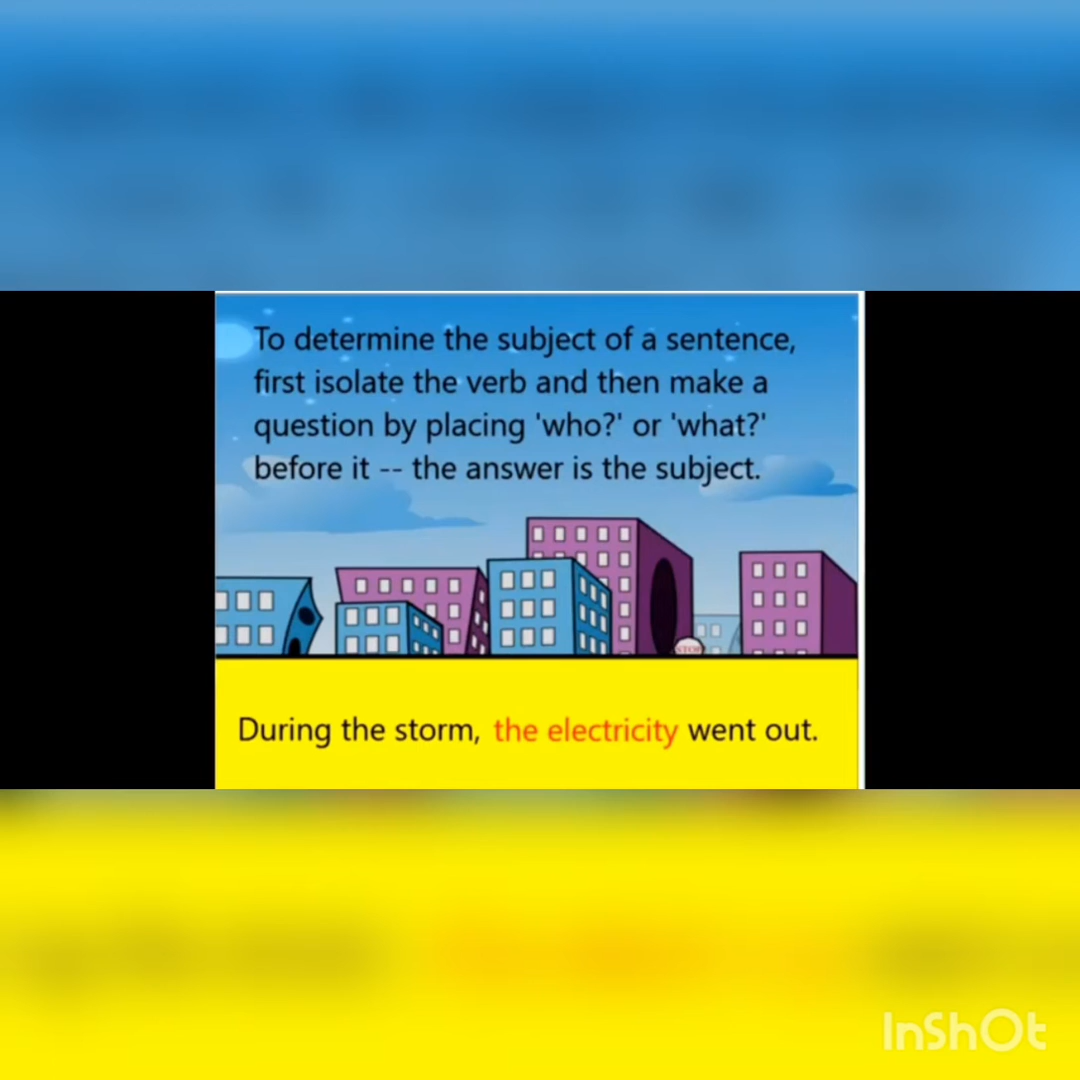 To determine the subject of a sentence,
first isolate the verb and then make a
question by placing 'who?' or 'what?'
before it -- the answer is the subject.
STOP
During the storm, the electricity went out.
InShOt